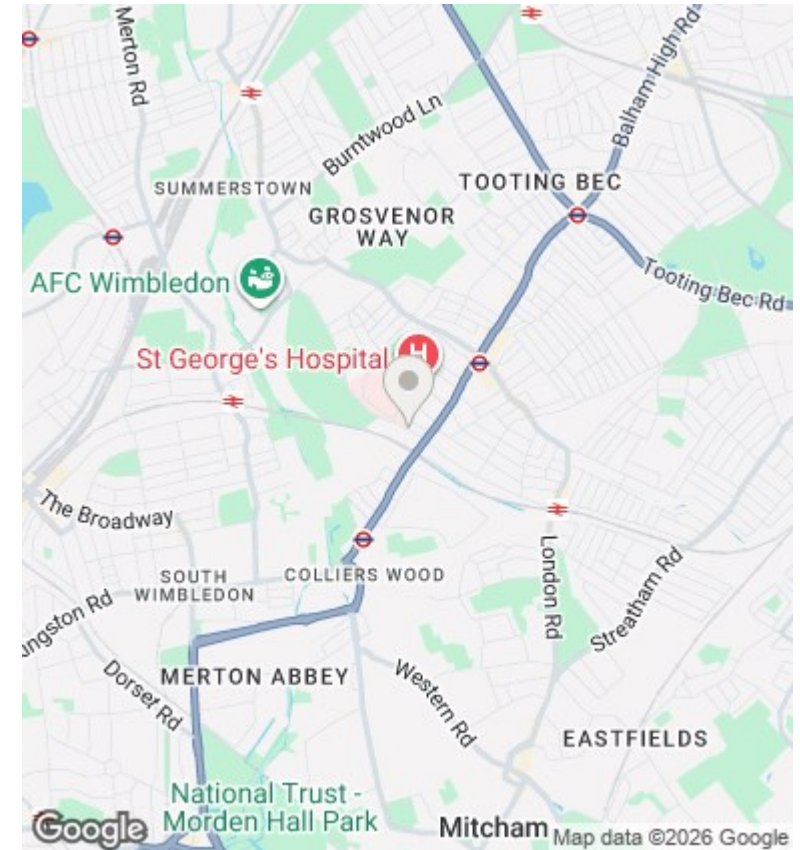 Merton Rd
Balham High Rd
Burntwood Ln
SUMMERSTOWN
TOOTING BEC
GROSVENOR
WAY
AFC Wimbledon
Tooting Bec Rd
St George's Hospital
H
The Broadway
London Rd
SOUTH
WIMBLEDON
COLLIERS WOOD
Streatham Rd
ngston Rd
MERTON ABBEY
Dorset Rd
Western Rd
EASTFIELDS
National Trust -
Morden Hall Park
Google
Mitcham
Map data ©2026 Google